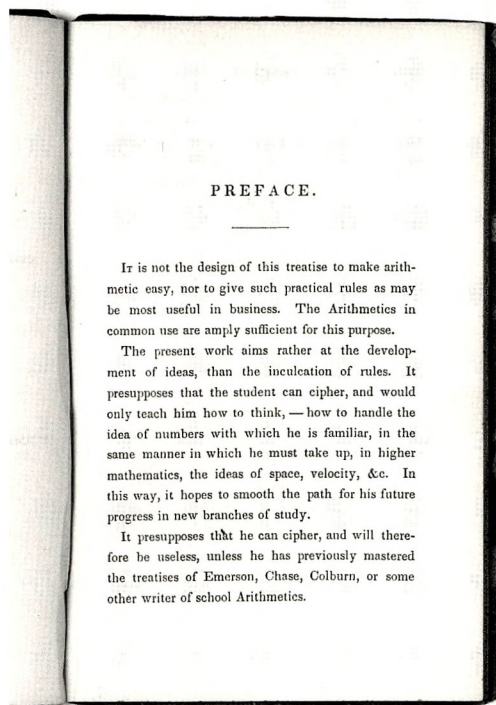 PREFACE.
IT is not the design of this treatise to make arith-
metic easy, nor to give such practical rules as may
be most useful in business. The Arithmetics in
common use are amply sufficient for this purpose.
The present work aims rather at the develop-
ment of ideas, than the inculcation of rules. It
presupposes that the student can cipher, and would
only teach him how to think, — how to handle the
idea of numbers with which he is familiar, in the
same manner in which he must take up, in higher
mathematics, the ideas of space, velocity, &c. In
this way, it hopes to smooth the path for his future
progress in new branches of study.
It presupposes that he can cipher, and will there-
fore be useless, unless he has previously mastered
the treatises of Emerson, Chase, Colburn, or some
other writer of school Arithmetics.